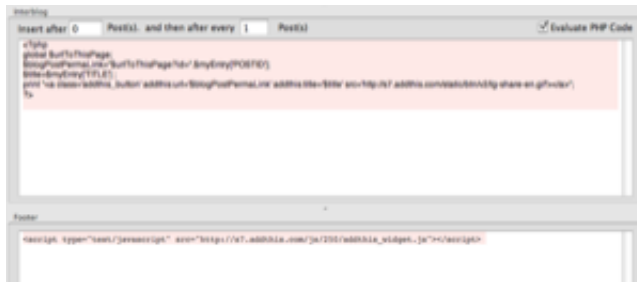 Interblog
Insert after 0 Post(s). and then after every 1 Post(s) Evaluate PHP Code
<?php
global $urlToThisPage;
$blogPostPermaLink="$urlToThisPage?id=".$myEntry['POSTID'];
$title=$myEntry['TITLE'];
print "<a class='addthis_button' addthis:url='$blogPostPermaLink' addthis:title='$title' src='http://s7.addthis.com/static/btn/v2/lg-share-en.gif'></a>";
?>
Footer
<script type="text/javascript" src="http://s7.addthis.com/js/250/addthis_widget.js"></script>